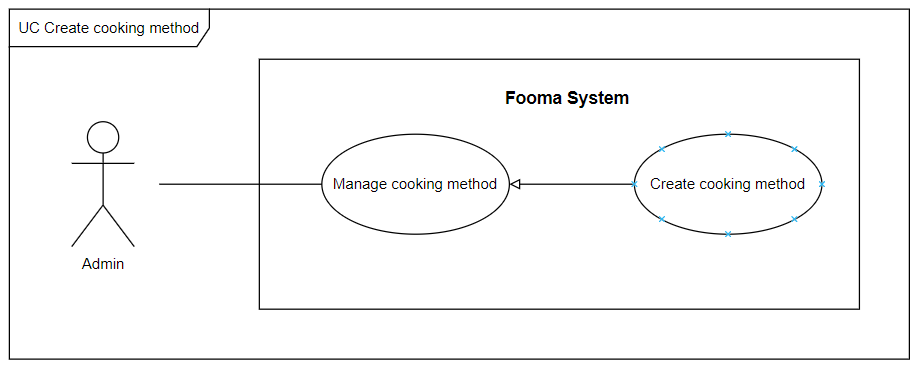 UC Create cooking method
Fooma System
Manage cooking method
Create cooking method
Admin